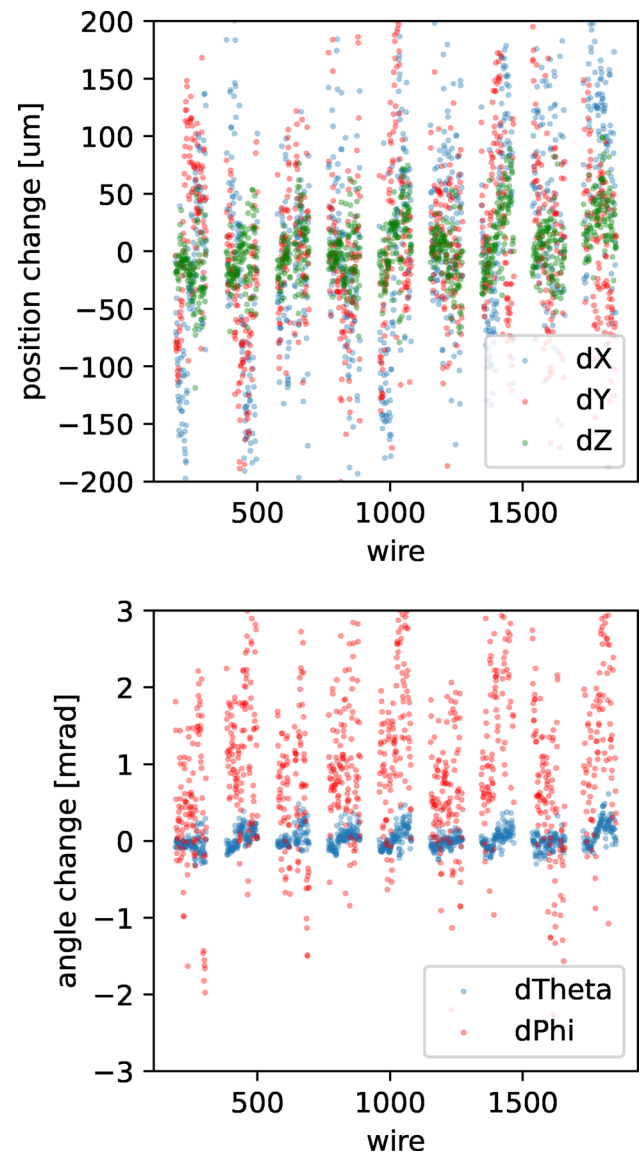 200
150
100
50
0
−50
−100
−150
−200
position change [um]
dX
dY
dZ
500 1000 1500
wire
3
2
1
0
−1
−2
−3
angle change [mrad]
dTheta
dPhi
500 1000 1500
wire